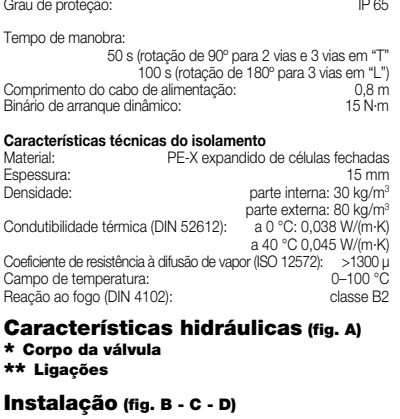 Grau de proteção: IP 65
Tempo de manobra:
50 s (rotação de 90º para 2 vias e 3 vias em “T”
100 s (rotação de 180º para 3 vias em “L”)
Comprimento do cabo de alimentação: 0,8 m
Binário de arranque dinâmico: 15 N·m
Características técnicas do isolamento
Material: PE-X expandido de células fechadas
Espessura: 15 mm
Densidade: parte interna: 30 kg/m³
parte externa: 80 kg/m³
Condutibilidade térmica (DIN 52612): a 0 °C: 0,038 W/(m·K)
a 40 °C 0,045 W/(m·K)
Coeficiente de resistência à difusão de vapor (ISO 12572): >1300 µ
Campo de temperatura: 0–100 °C
Reação ao fogo (DIN 4102): classe B2
Características hidráulicas (fig. A)
* Corpo da válvula
** Ligações
Instalação (fig. B - C - D)